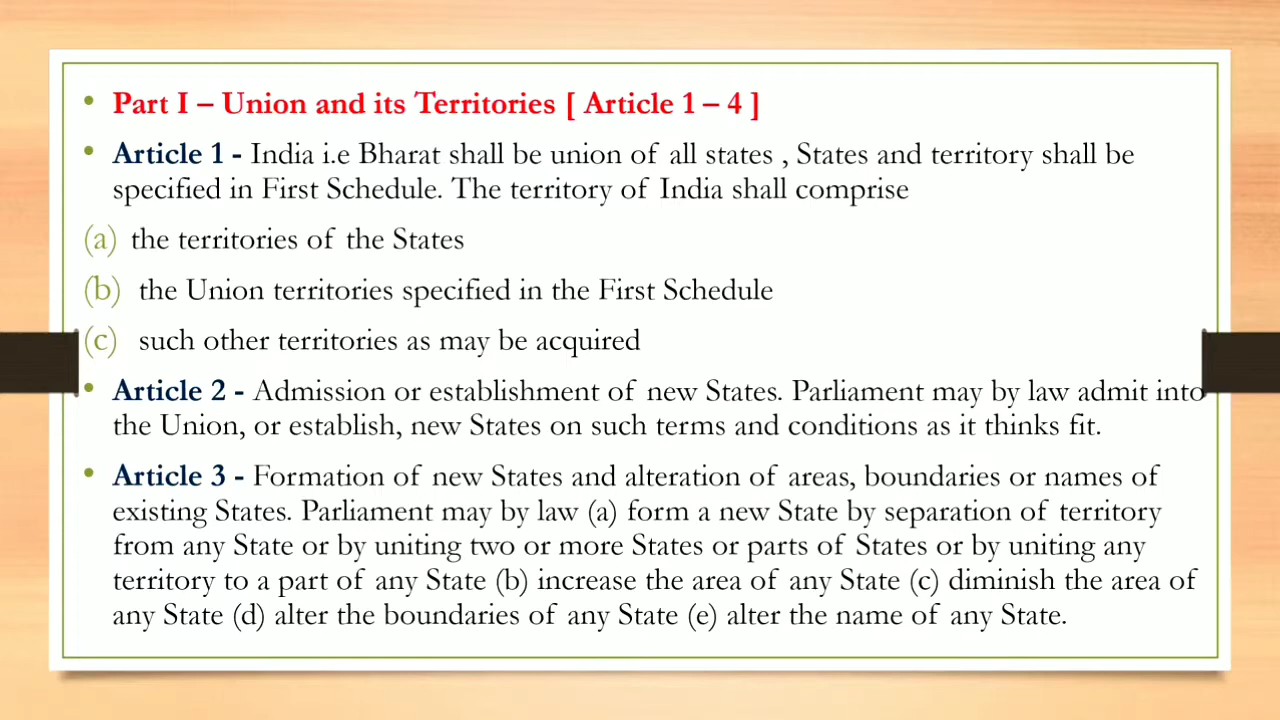 • Part I – Union and its Territories [ Article 1 – 4 ]
• Article 1 - India i.e Bharat shall be union of all states , States and territory shall be
specified in First Schedule. The territory of India shall comprise
(a) the territories of the States
(b) the Union territories specified in the First Schedule
(c) such other territories as may be acquired
• Article 2 - Admission or establishment of new States. Parliament may by law admit into
the Union, or establish, new States on such terms and conditions as it thinks fit.
• Article 3 - Formation of new States and alteration of areas, boundaries or names of
existing States. Parliament may by law (a) form a new State by separation of territory
from any State or by uniting two or more States or parts of States or by uniting any
territory to a part of any State (b) increase the area of any State (c) diminish the area of
any State (d) alter the boundaries of any State (e) alter the name of any State.